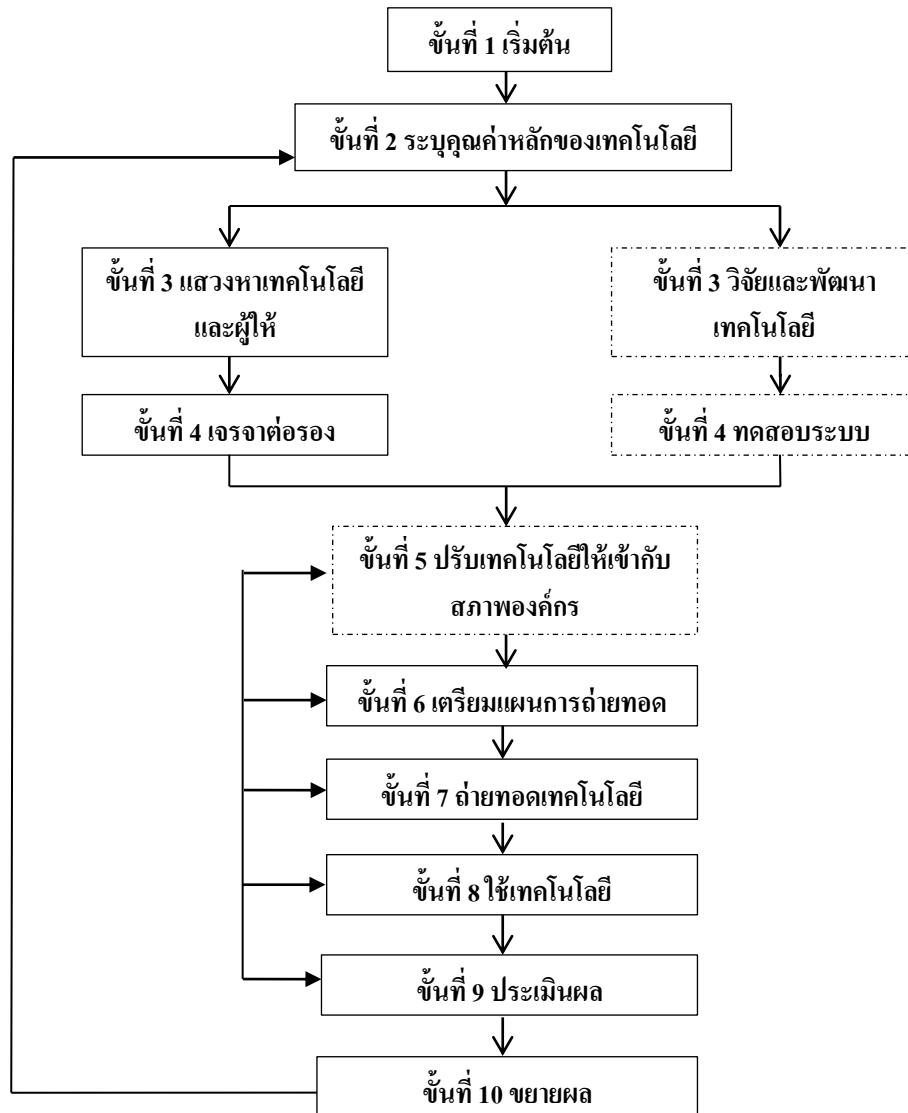 ขั้นที่ 1 เริ่มต้น
ขั้นที่ 2 ระบุคุณค่าหลักของเทคโนโลยี
ขั้นที่ 3 แสวงหาเทคโนโลยี
และผู้ให้
ขั้นที่ 3 วิจัยและพัฒนา
เทคโนโลยี
ขั้นที่ 4 เจรจาต่อรอง
ขั้นที่ 4 ทดสอบระบบ
ขั้นที่ 5 ปรับเทคโนโลยีให้เข้ากับ
สภาพองค์กร
ขั้นที่ 6 เตรียมแผนการถ่ายทอด
ขั้นที่ 7 ถ่ายทอดเทคโนโลยี
ขั้นที่ 8 ใช้เทคโนโลยี
ขั้นที่ 9 ประเมินผล
ขั้นที่ 10 ขยายผล